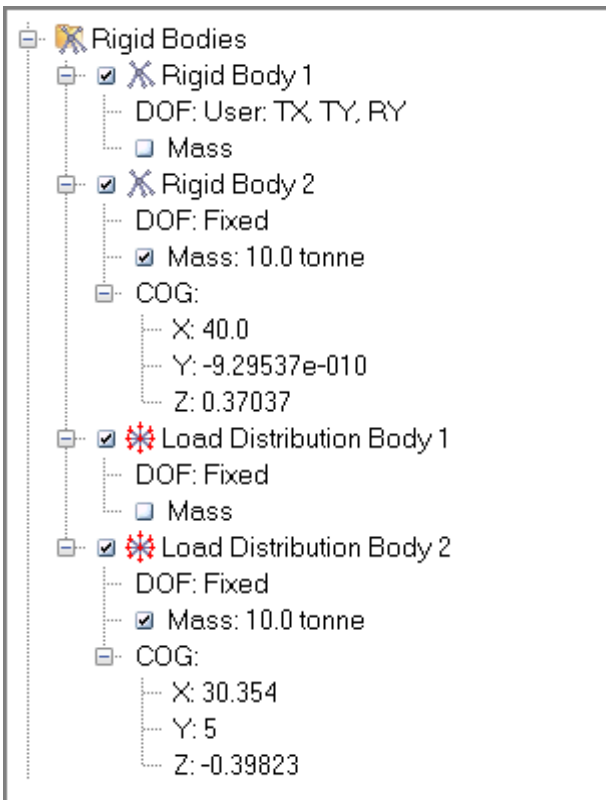 Rigid Bodies
Rigid Body 1
DOF: User: TX, TY, RY
Mass
Rigid Body 2
DOF: Fixed
Mass: 10.0 tonne
COG:
X: 40.0
Y: -9.29537e-010
Z: 0.37037
Load Distribution Body 1
DOF: Fixed
Mass
Load Distribution Body 2
DOF: Fixed
Mass: 10.0 tonne
COG:
X: 30.354
Y: 5
Z: -0.39823